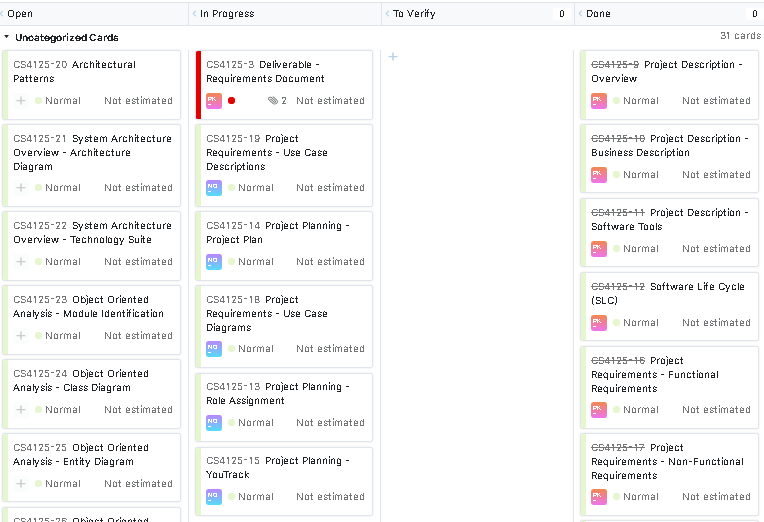 Open
In Progress
To Verify 0
Done 0
Uncategorized Cards 31 cards
CS4125-20 Architectural
Patterns
Normal Not estimated
CS4125-21 System Architecture
Overview - Architecture
Diagram
Normal Not estimated
CS4125-22 System Architecture
Overview - Technology Suite
Normal Not estimated
CS4125-23 Object Oriented
Analysis - Module Identification
Normal Not estimated
CS4125-24 Object Oriented
Analysis - Class Diagram
Normal Not estimated
CS4125-25 Object Oriented
Analysis - Entity Diagram
Normal Not estimated
CS4125-3 Deliverable -
Requirements Document
PK 2 Not estimated
CS4125-19 Project
Requirements - Use Case
Descriptions
NO Normal Not estimated
CS4125-14 Project Planning -
Project Plan
NO Normal Not estimated
CS4125-18 Project
Requirements - Use Case
Diagrams
NO Normal Not estimated
CS4125-13 Project Planning -
Role Assignment
NO Normal Not estimated
CS4125-15 Project Planning -
YouTrack
NO Normal Not estimated
CS4125-9 Project Description -
Overview
PK Normal Not estimated
CS4125-10 Project Description -
Business Description
PK Normal Not estimated
CS4125-11 Project Description -
Software Tools
PK Normal Not estimated
CS4125-12 Software Life Cycle
(SLC)
PK Normal Not estimated
CS4125-16 Project
Requirements - Functional
Requirements
PK Normal Not estimated
CS4125-17 Project
Requirements - Non-Functional
Requirements
PK Normal Not estimated